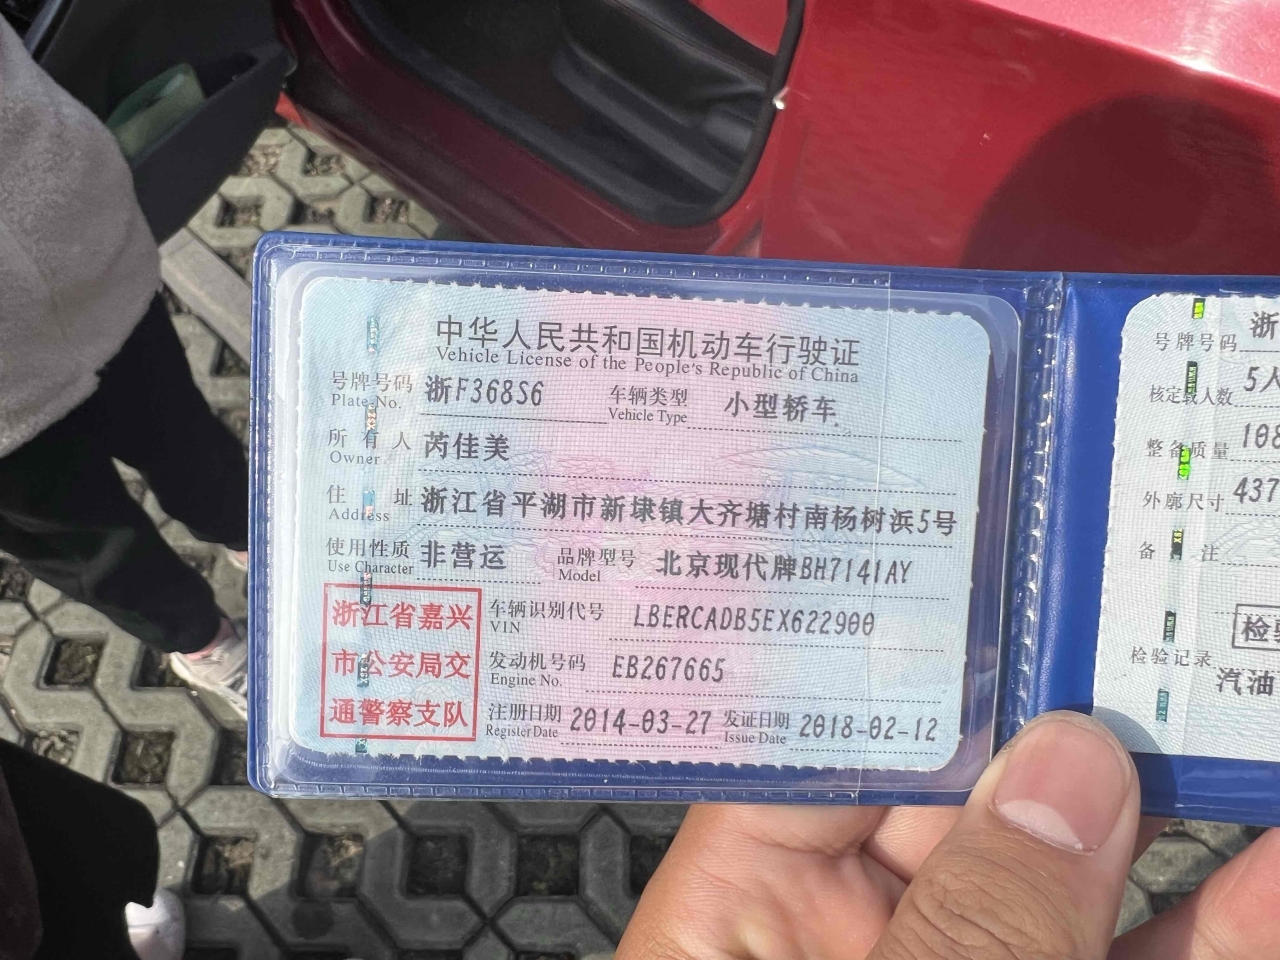 中华人民共和国机动车行驶证
Vehicle License of the People's Republic of China
号牌号码 浙F368S6 车辆类型 小型轿车
Plate No. Vehicle Type
所有人 芮佳美
Owner
住址 浙江省平湖市新埭镇大齐塘村南杨树浜5号
Address
使用性质 非营运 品牌型号 北京现代牌BH7141AY
Use Character Model
浙江省嘉兴
市公安局交
通警察支队
车辆识别代号 LBERCADB5EX622900
VIN
发动机号码 EB267665
Engine No.
注册日期 2014-03-27 发证日期 2018-02-12
Register Date Issue Date
号牌号码 浙
核定载人数 5人
整备质量 108
外廓尺寸 437
备注
检验记录
汽油